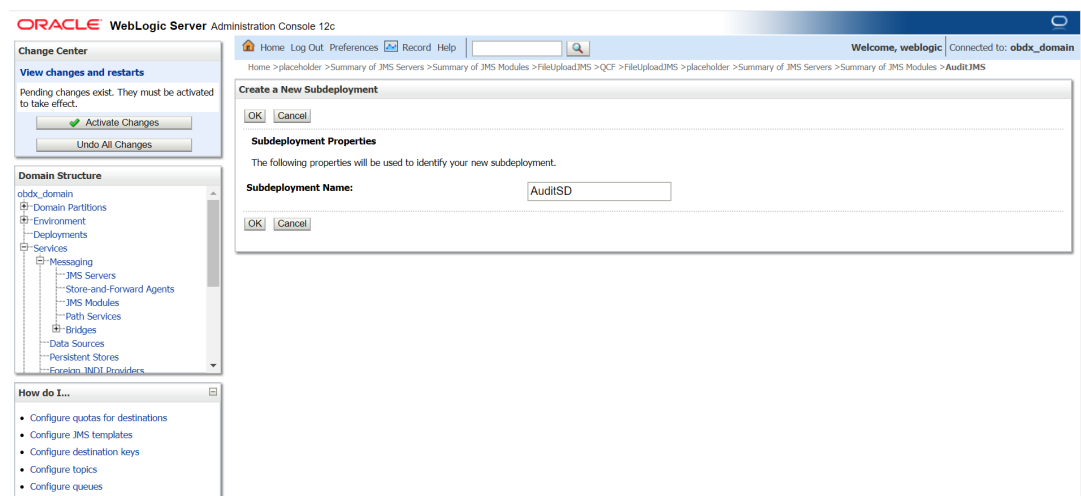 ORACLE WebLogic Server Administration Console 12c
Change Center
View changes and restarts
Pending changes exist. They must be activated
to take effect.
Activate Changes
Undo All Changes
Domain Structure
obdx_domain
Domain Partitions
Environment
Deployments
Services
Messaging
JMS Servers
Store-and-Forward Agents
JMS Modules
Path Services
Bridges
Data Sources
Persistent Stores
Foreign JNDI Providers
How do I...
Configure quotas for destinations
Configure JMS templates
Configure destination keys
Configure topics
Configure queues
Home Log Out Preferences Record Help
Welcome, weblogic Connected to: obdx_domain
Home >placeholder >Summary of JMS Servers >Summary of JMS Modules >FileUploadJMS >QCF >FileUploadJMS >placeholder >Summary of JMS Servers >Summary of JMS Modules >AuditJMS
Create a New Subdeployment
OK Cancel
Subdeployment Properties
The following properties will be used to identify your new subdeployment.
Subdeployment Name: AuditSD
OK Cancel